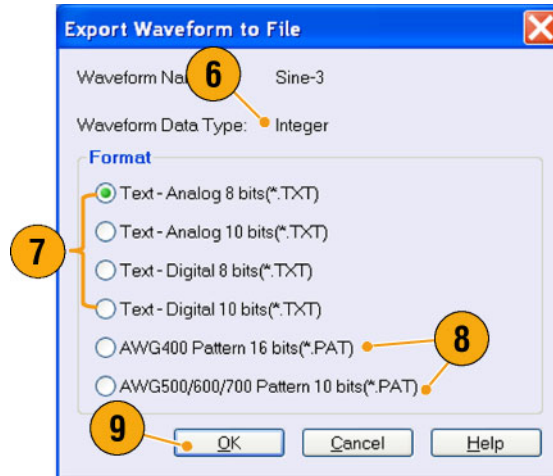 Export Waveform to File
Waveform Na 6 Sine-3
Waveform Data Type: Integer
Format
Text - Analog 8 bits(*.TXT)
Text - Analog 10 bits(*.TXT)
7
Text - Digital 8 bits(*.TXT)
Text - Digital 10 bits(*.TXT)
AWG400 Pattern 16 bits(*.PAT)
8
AWG500/600/700 Pattern 10 bits(*.PAT)
9
OK Cancel Help